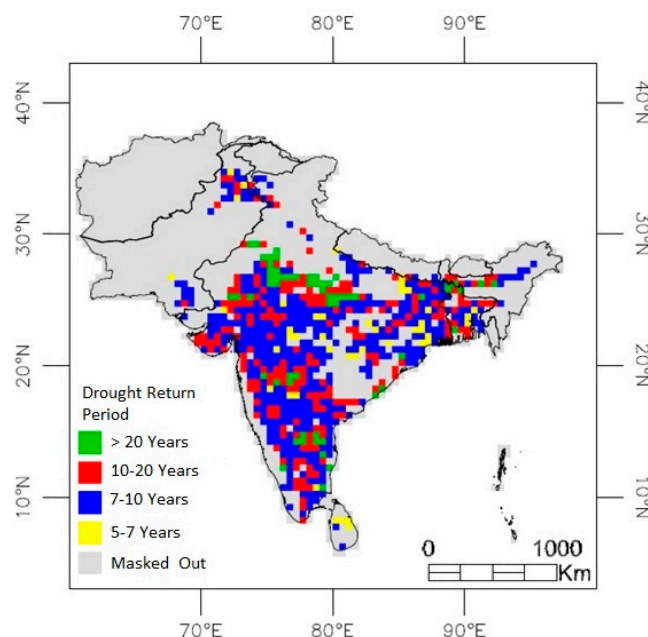 70°E 80°E 90°E
40°N 40°N
30°N 30°N
20°N 20°N
10°N 10°N
Drought Return
Period
> 20 Years
10-20 Years
7-10 Years
5-7 Years
Masked Out
0 1000
Km
70°E 80°E 90°E